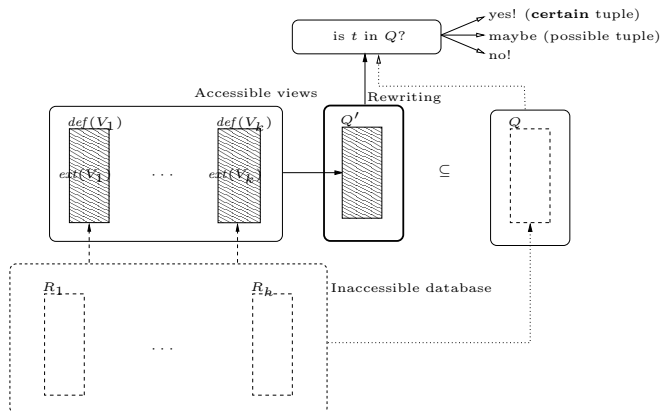 yes! (certain tuple)
is t in Q?
maybe (possible tuple)
no!
Accessible views
Rewriting
def(V1)
def(Vk)
Q′
Q
ext(V1)
. . .
ext(Vk)
⊆
R1
Rh
Inaccessible database
. . .